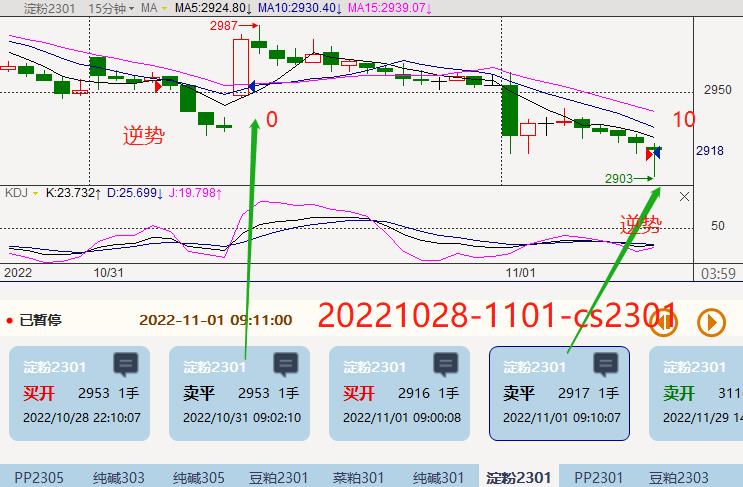 淀粉2301 15分钟 MA MA5:2924.80↓ MA10:2930.40↓ MA15:2939.07↓
2987
2950
逆势
0
10
2918
2903
KDJ K:23.732↑ D:25.699↓ J:19.798↑
逆势
50
2022 10/31 11/01 03:59
已暂停 2022-11-01 09:11:00 20221028-1101-cs2301
淀粉2301 淀粉2301 淀粉2301 淀粉2301 淀粉2301
买开 2953 1手 卖平 2953 1手 买开 2916 1手 卖平 2917 1手 卖开 311
2022/10/28 22:10:07 2022/10/31 09:02:10 2022/11/01 09:00:08 2022/11/01 09:10:07 2022/11/29 14
PP2305 纯碱303 纯碱305 豆粕2301 菜粕301 纯碱301 淀粉2301 PP2301 豆粕2303